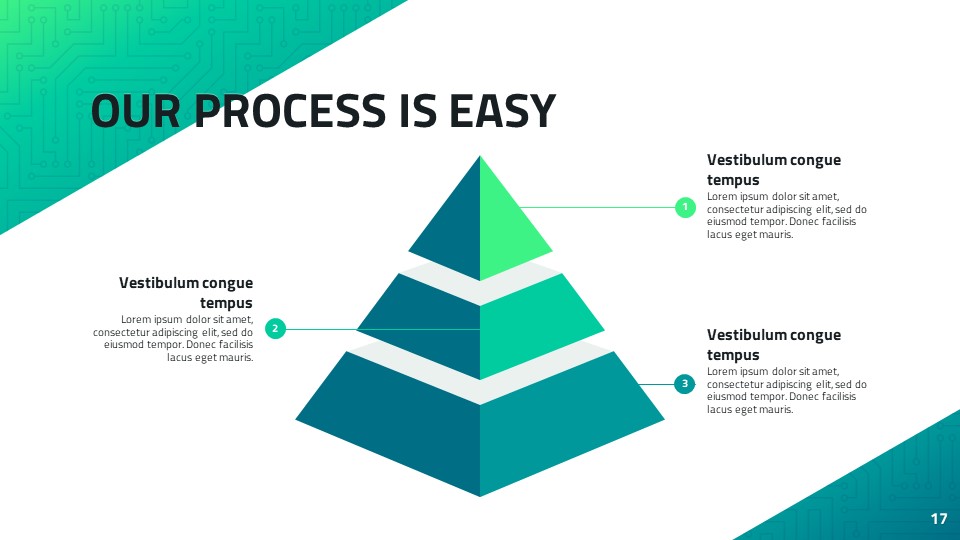 OUR PROCESS IS EASY
Vestibulum congue
tempus
Lorem ipsum dolor sit amet,
consectetur adipiscing elit, sed do
eiusmod tempor. Donec facilisis
lacus eget mauris.
1
Vestibulum congue
tempus
Lorem ipsum dolor sit amet,
consectetur adipiscing elit, sed do
eiusmod tempor. Donec facilisis
lacus eget mauris.
2
Vestibulum congue
tempus
Lorem ipsum dolor sit amet,
consectetur adipiscing elit, sed do
eiusmod tempor. Donec facilisis
lacus eget mauris.
3
17